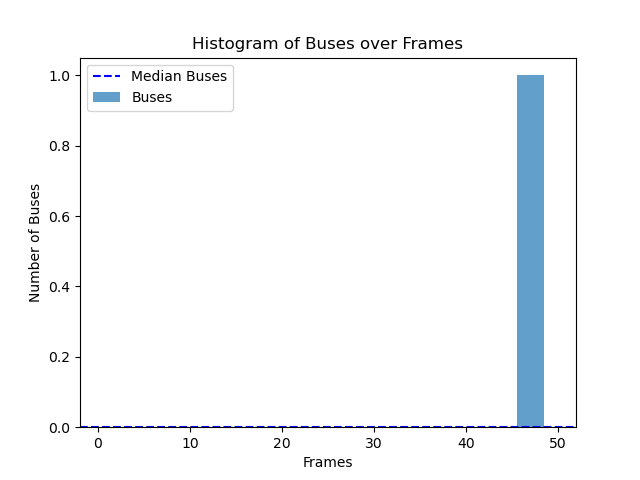 Histogram of Buses over Frames
Median Buses
Buses
1.0
0.8
0.6
0.4
0.2
0.0
Number of Buses
0 10 20 30 40 50
Frames